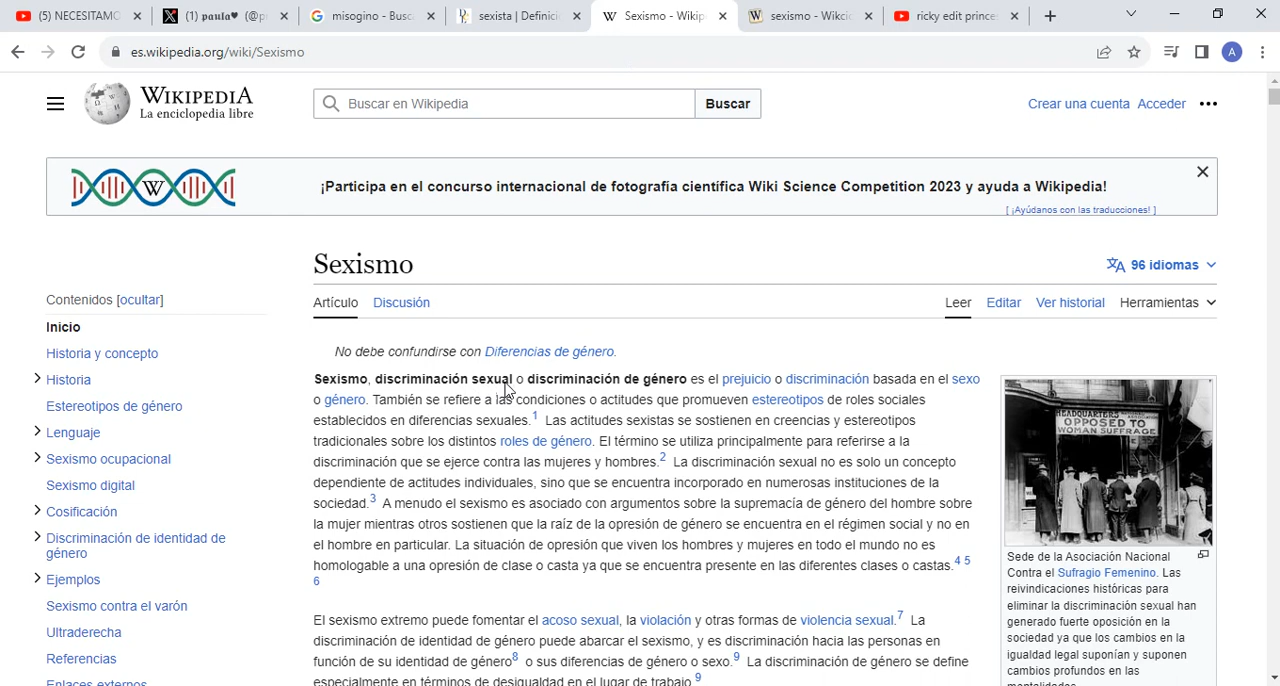 (5) NECESITAMO
(1) paula♥ (@p
misogino - Busc
sexista | Definici
Sexismo - Wikip
sexismo - Wikcio
ricky edit princes
es.wikipedia.org/wiki/Sexismo
A
WIKIPEDIA
La enciclopedia libre
Buscar en Wikipedia
Buscar
Crear una cuenta Acceder •••
W
¡Participa en el concurso internacional de fotografía científica Wiki Science Competition 2023 y ayuda a Wikipedia!
[ ¡Ayúdanos con las traducciones! ]
Sexismo
96 idiomas
Contenidos [ocultar]
Artículo Discusión
Leer Editar Ver historial Herramientas
Inicio
Historia y concepto
Historia
Estereotipos de género
Lenguaje
Sexismo ocupacional
Sexismo digital
Cosificación
Discriminación de identidad de
género
Ejemplos
Sexismo contra el varón
Ultraderecha
Referencias
Enlaces externos
No debe confundirse con Diferencias de género.
Sexismo, discriminación sexual o discriminación de género es el prejuicio o discriminación basada en el sexo
o género. También se refiere a las condiciones o actitudes que promueven estereotipos de roles sociales
establecidos en diferencias sexuales.1 Las actitudes sexistas se sostienen en creencias y estereotipos
tradicionales sobre los distintos roles de género. El término se utiliza principalmente para referirse a la
discriminación que se ejerce contra las mujeres y hombres.2 La discriminación sexual no es solo un concepto
dependiente de actitudes individuales, sino que se encuentra incorporado en numerosas instituciones de la
sociedad.3 A menudo el sexismo es asociado con argumentos sobre la supremacía de género del hombre sobre
la mujer mientras otros sostienen que la raíz de la opresión de género se encuentra en el régimen social y no en
el hombre en particular. La situación de opresión que viven los hombres y mujeres en todo el mundo no es
homologable a una opresión de clase o casta ya que se encuentra presente en las diferentes clases o castas.4 5
6
El sexismo extremo puede fomentar el acoso sexual, la violación y otras formas de violencia sexual.7 La
discriminación de identidad de género puede abarcar el sexismo, y es discriminación hacia las personas en
función de su identidad de género8 o sus diferencias de género o sexo.9 La discriminación de género se define
especialmente en términos de desigualdad en el lugar de trabajo.9
HEADQUARTERS
OPPOSED TO
WOMAN SUFFRAGE
Sede de la Asociación Nacional
Contra el Sufragio Femenino. Las
reivindicaciones históricas para
eliminar la discriminación sexual han
generado fuerte oposición en la
sociedad ya que los cambios en la
igualdad legal suponían y suponen
cambios profundos en las
mentalidades